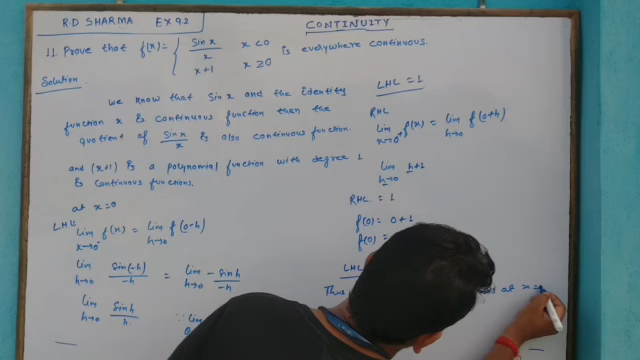 RD SHARMA EX 9.2
CONTINUITY
11. Prove that f(x) = { sin x / x x < 0
x+1 x ≥ 0 is everywhere continuous.
Solution
We know that sin x and the identity
function x is continuous function then the
quotient of sin x / x is also continuous function.
and (x+1) is a polynomial function with degree 1
is continuous functions.
at x=0
LHL:
lim x→0⁻ f(x) = lim h→0 f(0-h)
lim h→0 sin(-h) / -h = lim h→0 - sin h / -h
lim h→0 sin h / h ∵ lim
LHL = 1
RHL
lim x→0⁺ f(x) = lim h→0 f(0+h)
lim h→0 h+1
RHL = 1
f(0) = 0+1
f(0) =
LHL
Thus at x =